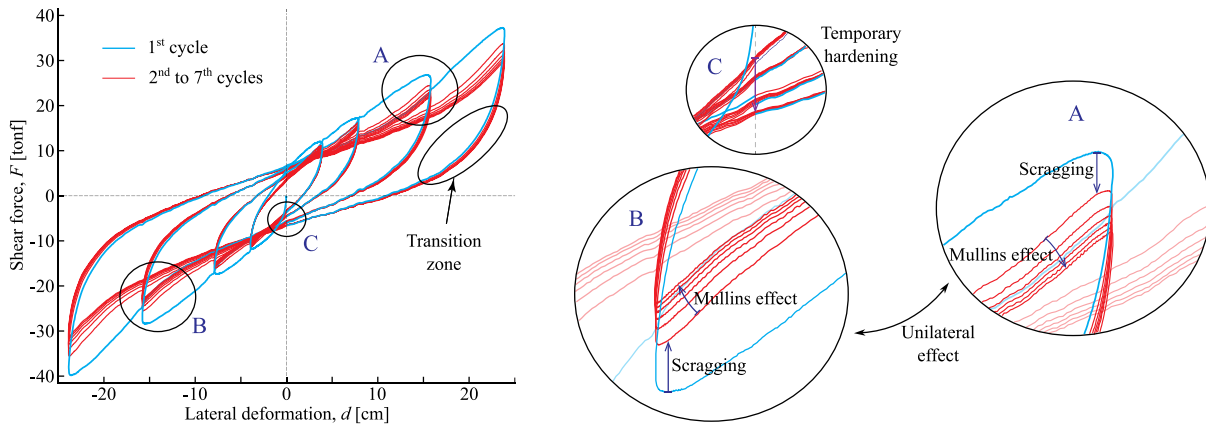 40
30
20
10
0
-10
-20
-30
-40
Shear force, F [tonf]
-20
-10
0
10
20
Lateral deformation, d [cm]
1st cycle
2nd to 7th cycles
A
B
C
Transition
zone
C
Temporary
hardening
B
Mullins effect
Scragging
A
Scragging
Mullins effect
Unilateral
effect